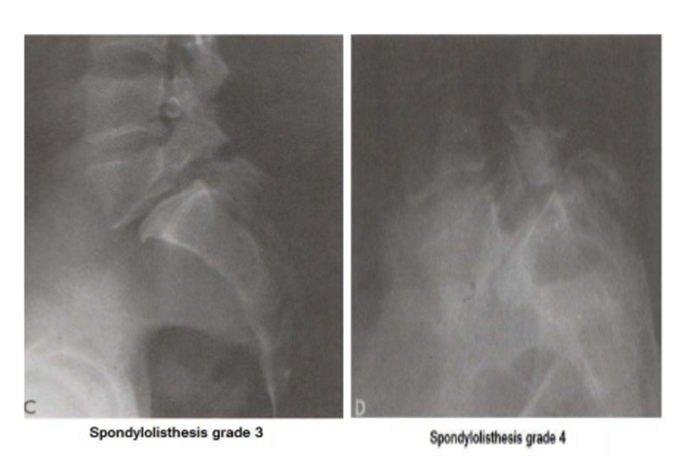 C
D
Spondylolisthesis grade 3
Spondylolisthesis grade 4